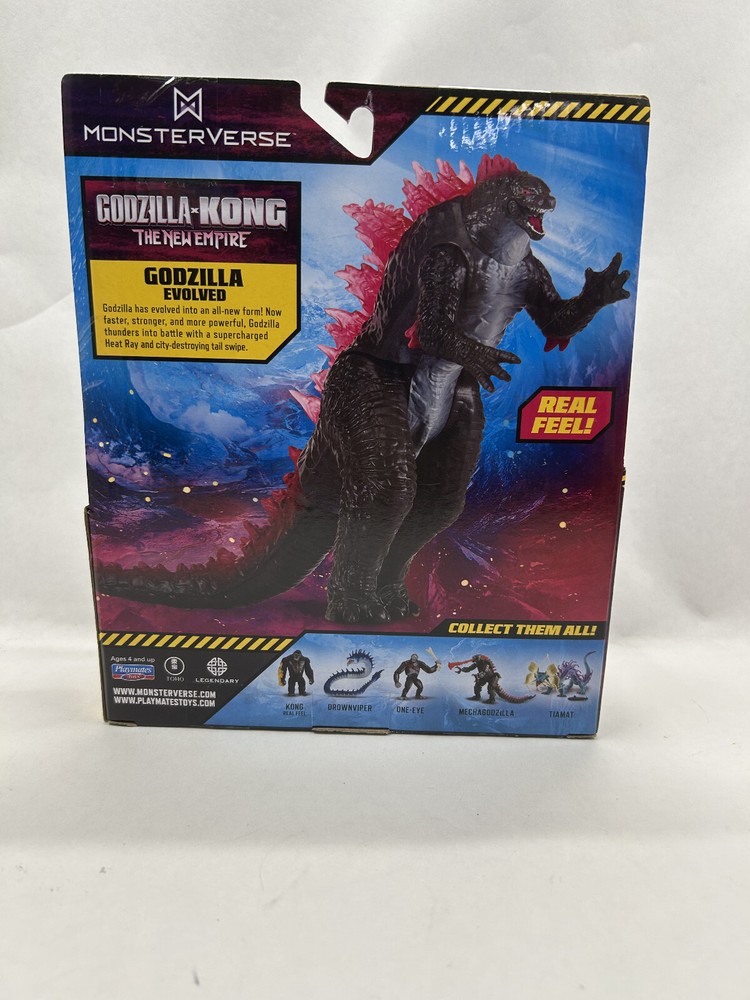 MONSTERVERSE
GODZILLA x KONG
THE NEW EMPIRE
GODZILLA
EVOLVED
Godzilla has evolved into an all-new form! Now
faster, stronger, and more powerful, Godzilla
thunders into battle with a supercharged
Heat Ray and city-destroying tail swipe.
REAL
FEEL!
COLLECT THEM ALL!
Ages 4 and up
Playmates
TOYS
TOHO
LEGENDARY
WWW.MONSTERVERSE.COM
WWW.PLAYMATESTOYS.COM
KONG
REAL FEEL
DROWNVIPER
ONE-EYE
MECHAGODZILLA
TIAMAT